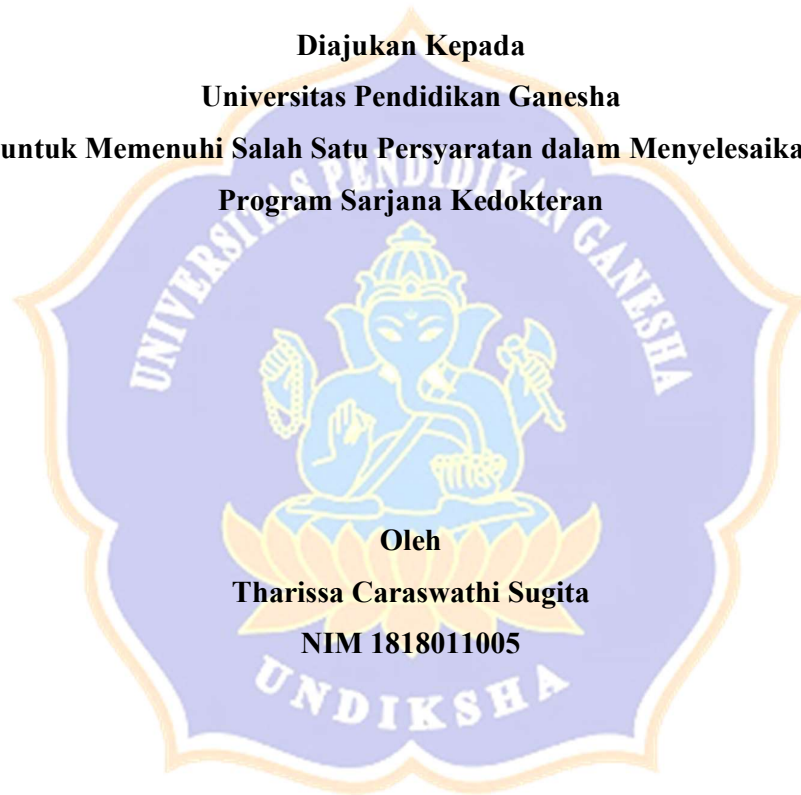 Diajukan Kepada
Universitas Pendidikan Ganesha
untuk Memenuhi Salah Satu Persyaratan dalam Menyelesaika
Program Sarjana Kedokteran
UNIVERSITAS PENDIDIKAN GANESHA
Oleh
Tharissa Caraswathi Sugita
NIM 1818011005
UNDIKSHA